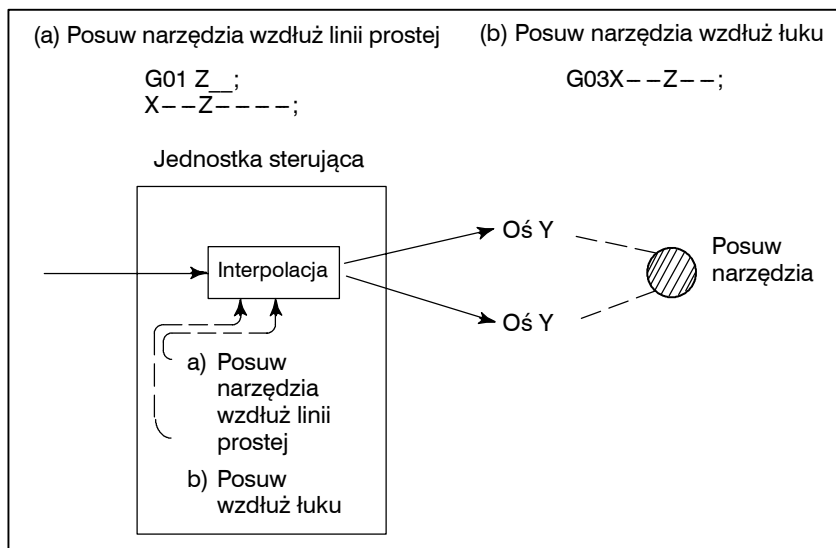 (a) Posuw narzędzia wzdłuż linii prostej
(b) Posuw narzędzia wzdłuż łuku
G01 Z__;
X––Z––––;
G03X––Z––;
Jednostka sterująca
Interpolacja
Oś Y
Oś Y
Posuw
narzędzia
a) Posuw
narzędzia
wzdłuż linii
prostej
b) Posuw
wzdłuż łuku